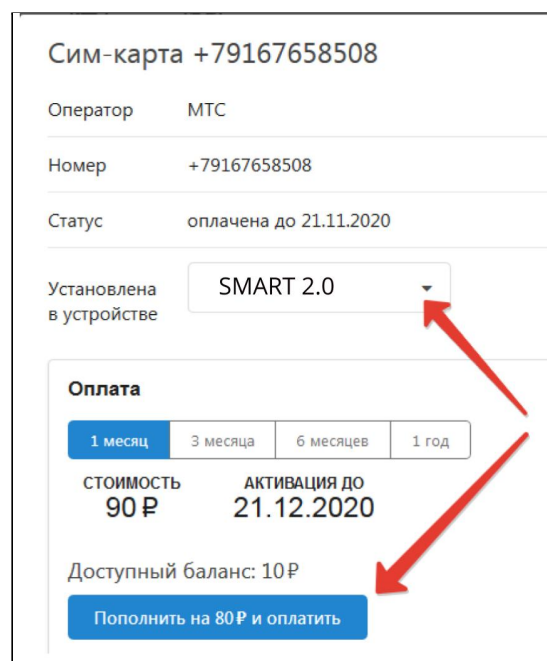 Сим-карта +79167658508
Оператор МТС
Номер +79167658508
Статус оплачена до 21.11.2020
Установлена
в устройстве
SMART 2.0
Оплата
1 месяц 3 месяца 6 месяцев 1 год
СТОИМОСТЬ АКТИВАЦИЯ ДО
90 ₽ 21.12.2020
Доступный баланс: 10 ₽
Пополнить на 80 ₽ и оплатить